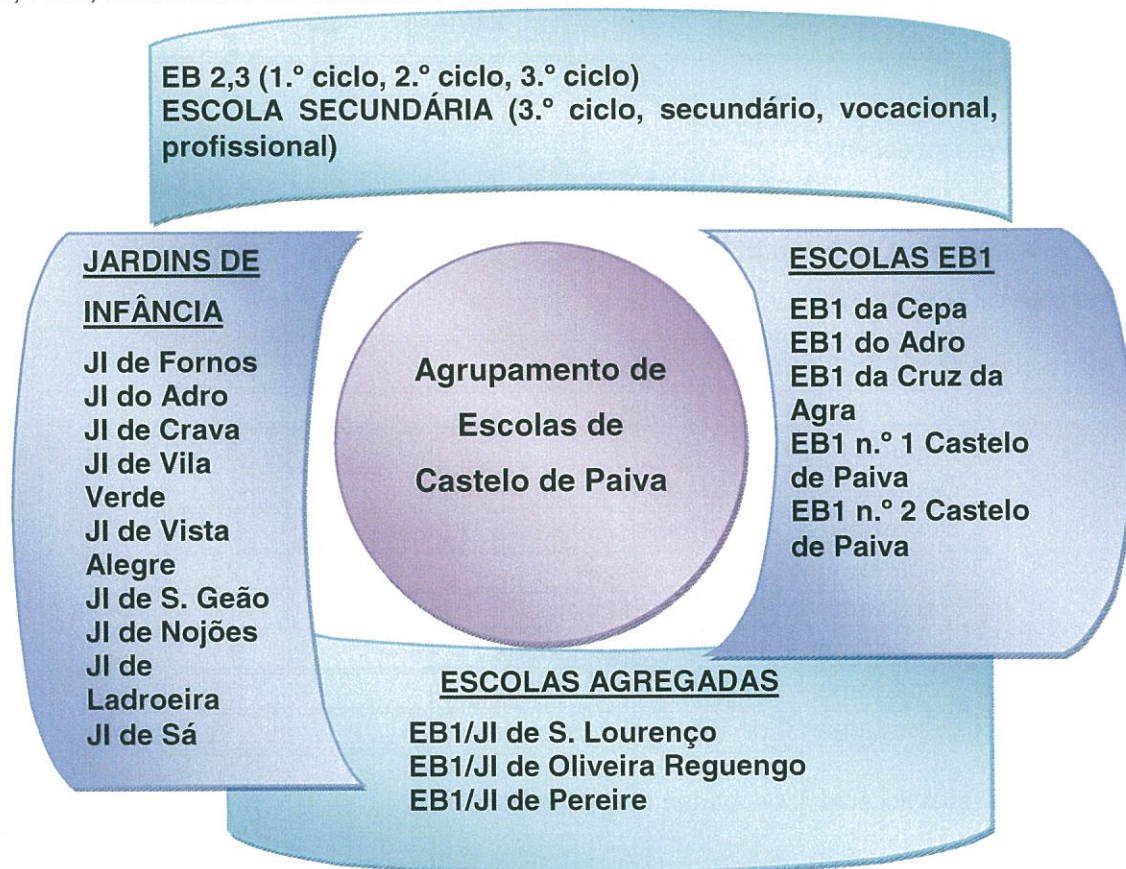 EB 2,3 (1.º ciclo, 2.º ciclo, 3.º ciclo)
ESCOLA SECUNDÁRIA (3.º ciclo, secundário, vocacional,
profissional)
JARDINS DE
INFÂNCIA
JI de Fornos
JI do Adro
JI de Crava
JI de Vila
Verde
JI de Vista
Alegre
JI de S. Geão
JI de Nojões
JI de
Ladroeira
JI de Sá
Agrupamento de
Escolas de
Castelo de Paiva
ESCOLAS EB1
EB1 da Cepa
EB1 do Adro
EB1 da Cruz da
Agra
EB1 n.º 1 Castelo
de Paiva
EB1 n.º 2 Castelo
de Paiva
ESCOLAS AGREGADAS
EB1/JI de S. Lourenço
EB1/JI de Oliveira Reguengo
EB1/JI de Pereire